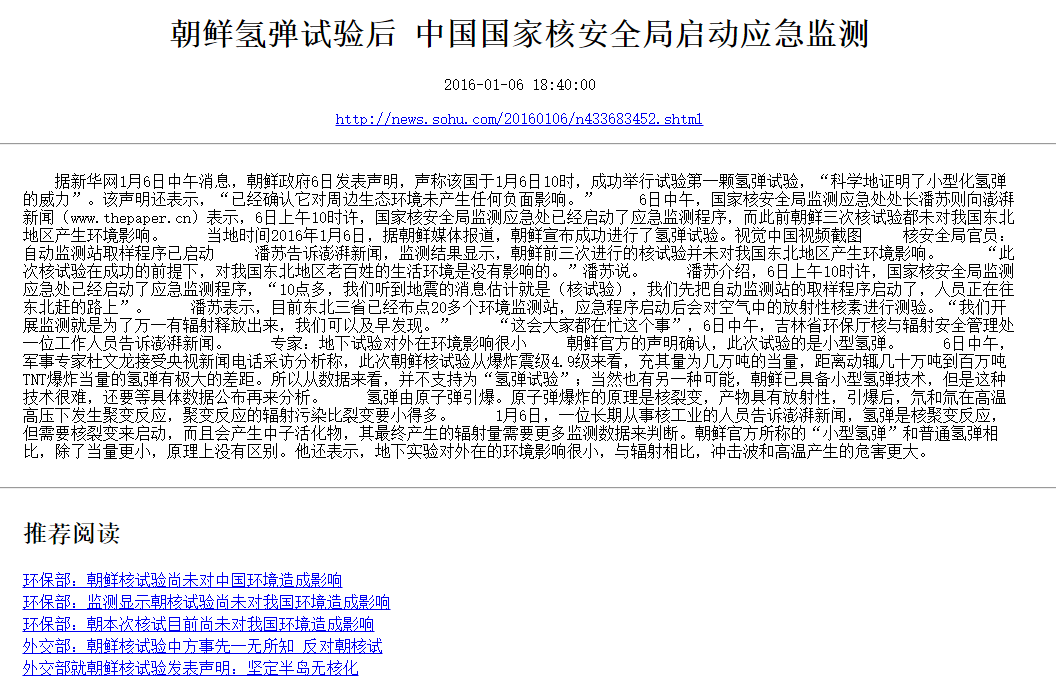 朝鲜氢弹试验后 中国国家核安全局启动应急监测
2016-01-06 18:40:00
http://news.sohu.com/20160106/n433683452.shtml
据新华网1月6日中午消息，朝鲜政府6日发表声明，声称该国于1月6日10时，成功举行试验第一颗氢弹试验，“科学地证明了小型化氢弹
的威力”。该声明还表示，“已经确认它对周边生态环境未产生任何负面影响。” 6日中午，国家核安全局监测应急处处长潘苏则向澎湃
新闻（www.thepaper.cn）表示，6日上午10时许，国家核安全局监测应急处已经启动了应急监测程序，而此前朝鲜三次核试验都未对我国东北
地区产生环境影响。 当地时间2016年1月6日，据朝鲜媒体报道，朝鲜宣布成功进行了氢弹试验。视觉中国视频截图 核安全局官员：
自动监测站取样程序已启动 潘苏告诉澎湃新闻，监测结果显示，朝鲜前三次进行的核试验并未对我国东北地区产生环境影响。 “此
次核试验在成功的前提下，对我国东北地区老百姓的生活环境是没有影响的。”潘苏说。 潘苏介绍，6日上午10时许，国家核安全局监测
应急处已经启动了应急监测程序，“10点多，我们听到地震的消息估计就是（核试验），我们先把自动监测站的取样程序启动了，人员正在往
东北赶的路上”。 潘苏表示，目前东北三省已经布点20多个环境监测站，应急程序启动后会对空气中的放射性核素进行测验。“我们开
展监测就是为了万一有辐射释放出来，我们可以及早发现。” “这会大家都在忙这个事”，6日中午，吉林省环保厅核与辐射安全管理处
一位工作人员告诉澎湃新闻。 专家：地下试验对外在环境影响很小 朝鲜官方的声明确认，此次试验的是小型氢弹。 6日中午，
军事专家杜文龙接受央视新闻电话采访分析称，此次朝鲜核试验从爆炸震级4.9级来看，充其量为几万吨的当量，距离动辄几十万吨到百万吨
TNT爆炸当量的氢弹有极大的差距。所以从数据来看，并不支持为“氢弹试验”；当然也有另一种可能，朝鲜已具备小型氢弹技术，但是这种
技术很难，还要等具体数据公布再来分析。 氢弹由原子弹引爆。原子弹爆炸的原理是核裂变，产物具有放射性，引爆后，氘和氚在高温
高压下发生聚变反应，聚变反应的辐射污染比裂变要小得多。 1月6日，一位长期从事核工业的人员告诉澎湃新闻，氢弹是核聚变反应，
但需要核裂变来启动，而且会产生中子活化物，其最终产生的辐射量需要更多监测数据来判断。朝鲜官方所称的“小型氢弹”和普通氢弹相
比，除了当量更小，原理上没有区别。他还表示，地下实验对外在的环境影响很小，与辐射相比，冲击波和高温产生的危害更大。
推荐阅读
环保部：朝鲜核试验尚未对中国环境造成影响
环保部：监测显示朝核试验尚未对我国环境造成影响
环保部：朝本次核试目前尚未对我国环境造成影响
外交部：朝鲜核试验中方事先一无所知 反对朝核试
外交部就朝鲜核试验发表声明：坚定半岛无核化